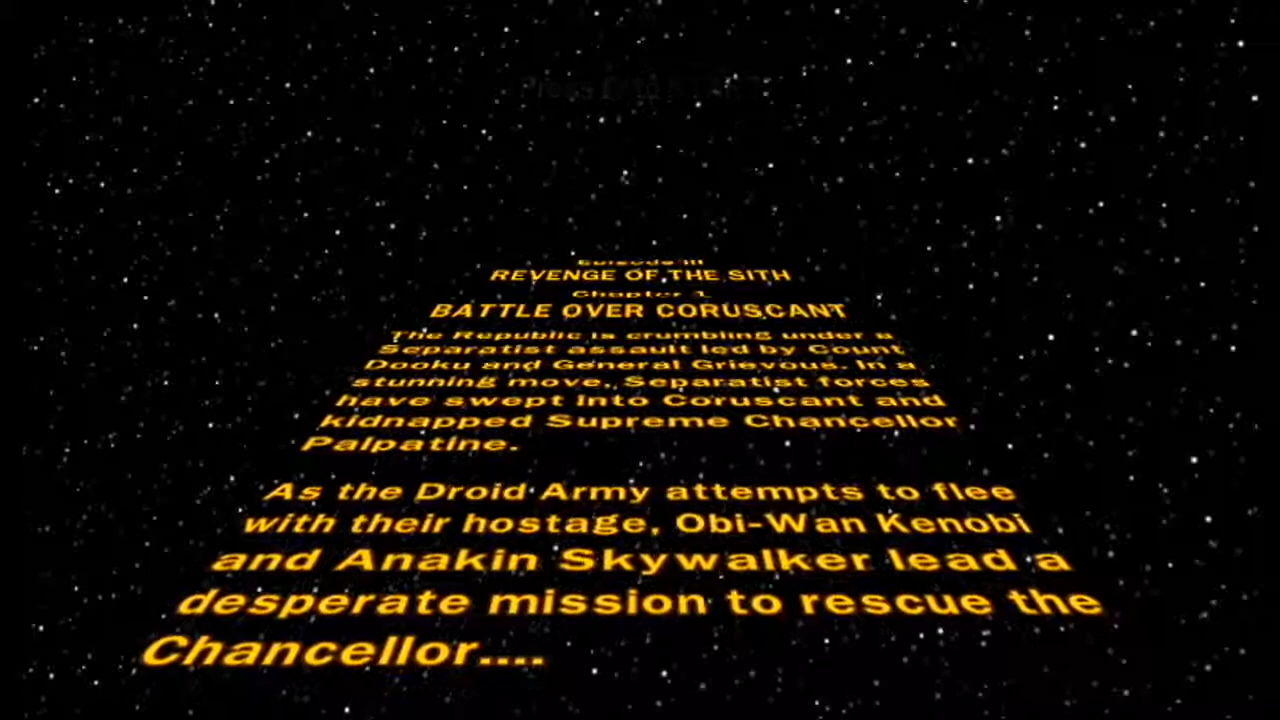 Episode III
REVENGE OF THE SITH
Chapter 1
BATTLE OVER CORUSCANT
The Republic is crumbling under a
Separatist assault led by Count
Dooku and General Grievous. In a
stunning move, Separatist forces
have swept into Coruscant and
kidnapped Supreme Chancellor
Palpatine.
As the Droid Army attempts to flee
with their hostage, Obi-Wan Kenobi
and Anakin Skywalker lead a
desperate mission to rescue the
Chancellor....